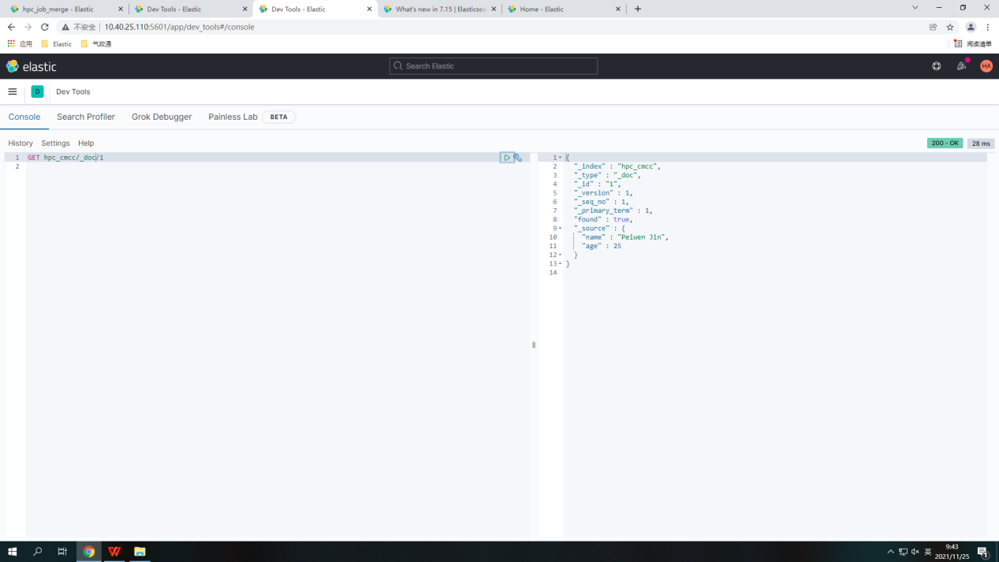 hpc_job_merge - Elastic
Dev Tools - Elastic
Dev Tools - Elastic
What's new in 7.15 | Elasticsea
Home - Elastic
不安全 | 10.40.25.110:5601/app/dev_tools#/console
应用
Elastic
气政通
阅读清单
elastic
Search Elastic
HA
D
Dev Tools
Console
Search Profiler
Grok Debugger
Painless Lab
BETA
History
Settings
Help
200 - OK
28 ms
1 GET hpc_cmcc/_doc/1
2
1 {
2 "_index" : "hpc_cmcc",
3 "_type" : "_doc",
4 "_id" : "1",
5 "_version" : 1,
6 "_seq_no" : 1,
7 "_primary_term" : 1,
8 "found" : true,
9 "_source" : {
10 "name" : "Peiwen Jin",
11 "age" : 25
12 }
13 }
14
英
9:43
2021/11/25
1